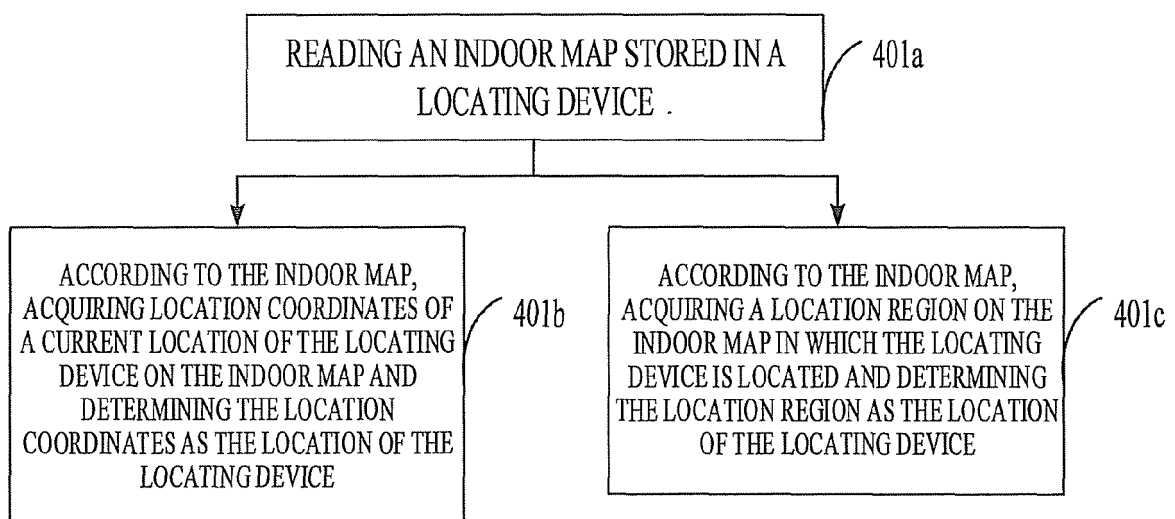 READING AN INDOOR MAP STORED IN A
LOCATING DEVICE .
401a
ACCORDING TO THE INDOOR MAP,
ACQUIRING LOCATION COORDINATES OF
A CURRENT LOCATION OF THE LOCATING
DEVICE ON THE INDOOR MAP AND
DETERMINING THE LOCATION
COORDINATES AS THE LOCATION OF THE
LOCATING DEVICE
401b
ACCORDING TO THE INDOOR MAP,
ACQUIRING A LOCATION REGION ON THE
INDOOR MAP IN WHICH THE LOCATING
DEVICE IS LOCATED AND DETERMINING
THE LOCATION REGION AS THE LOCATION
OF THE LOCATING DEVICE
401c